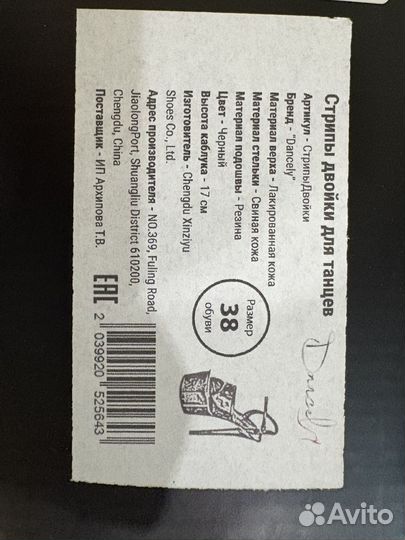 Стрипы двойки для танцев
Артикул - СтрипыДвойки
Бренд - "Dancely"
Материал верха - Лакированная кожа
Материал стельки - Свиная кожа
Материал подошвы - Резина
Цвет - Черный
Высота каблука - 17 см
Изготовитель - Chengdu Xinziyu
Shoes Co., Ltd.
Адрес производителя - NO.369, Fuling Road,
JiaolongPort, Shuangliu District 610200,
Chengdu, China
Поставщик - ИП Архипова Т.В.
Dancely
Размер
38
обуви
EAC
2 039920 525643
Avito